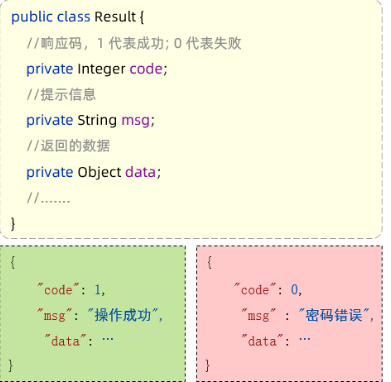 public class Result {
//响应码，1 代表成功; 0 代表失败
private Integer code;
//提示信息
private String msg;
//返回的数据
private Object data;
//.......
}
{
"code": 1,
"msg": "操作成功",
"data": ...
}
{
"code": 0,
"msg" : "密码错误",
"data": ...
}